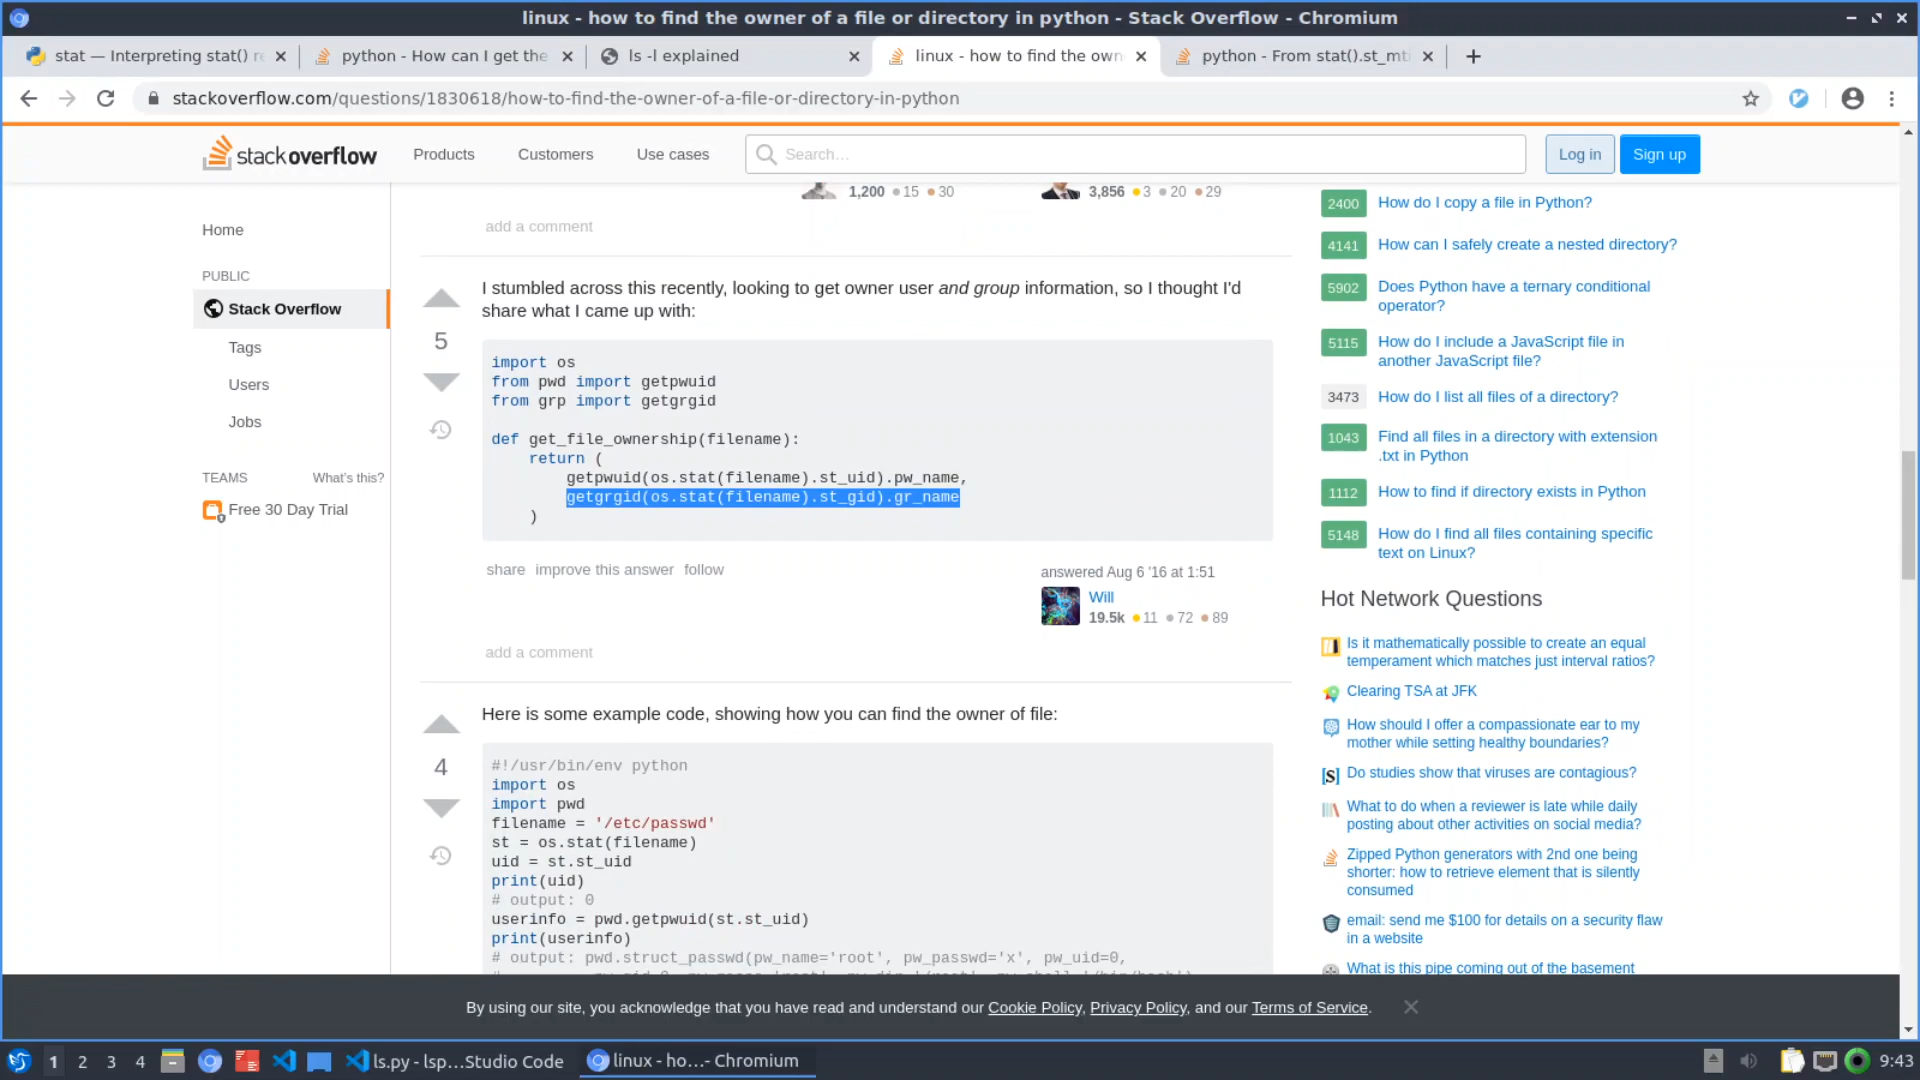 linux - how to find the owner of a file or directory in python - Stack Overflow - Chromium
stat — Interpreting stat() re
python - How can I get the
ls -l explained
linux - how to find the own
python - From stat().st_mti
stackoverflow.com/questions/1830618/how-to-find-the-owner-of-a-file-or-directory-in-python
stackoverflow
Products
Customers
Use cases
Search...
Log in
Sign up
Home
PUBLIC
Stack Overflow
Tags
Users
Jobs
TEAMS What's this?
Free 30 Day Trial
1,200 15 30
3,856 3 20 29
add a comment
I stumbled across this recently, looking to get owner user and group information, so I thought I'd
share what I came up with:
5
import os
from pwd import getpwuid
from grp import getgrgid
def get_file_ownership(filename):
return (
getpwuid(os.stat(filename).st_uid).pw_name,
getgrgid(os.stat(filename).st_gid).gr_name
)
share improve this answer follow
answered Aug 6 '16 at 1:51
Will
19.5k 11 72 89
add a comment
Here is some example code, showing how you can find the owner of file:
4
#!/usr/bin/env python
import os
import pwd
filename = '/etc/passwd'
st = os.stat(filename)
uid = st.st_uid
print(uid)
# output: 0
userinfo = pwd.getpwuid(st.st_uid)
print(userinfo)
# output: pwd.struct_passwd(pw_name='root', pw_passwd='x', pw_uid=0,
2400 How do I copy a file in Python?
4141 How can I safely create a nested directory?
5902 Does Python have a ternary conditional
operator?
5115 How do I include a JavaScript file in
another JavaScript file?
3473 How do I list all files of a directory?
1043 Find all files in a directory with extension
.txt in Python
1112 How to find if directory exists in Python
5148 How do I find all files containing specific
text on Linux?
Hot Network Questions
Is it mathematically possible to create an equal
temperament which matches just interval ratios?
Clearing TSA at JFK
How should I offer a compassionate ear to my
mother while setting healthy boundaries?
[S] Do studies show that viruses are contagious?
What to do when a reviewer is late while daily
posting about other activities on social media?
Zipped Python generators with 2nd one being
shorter: how to retrieve element that is silently
consumed
email: send me $100 for details on a security flaw
in a website
What is this pipe coming out of the basement
By using our site, you acknowledge that you have read and understand our Cookie Policy, Privacy Policy, and our Terms of Service.
1 2 3 4
ls.py - lsp...Studio Code
linux - ho...- Chromium
9:43